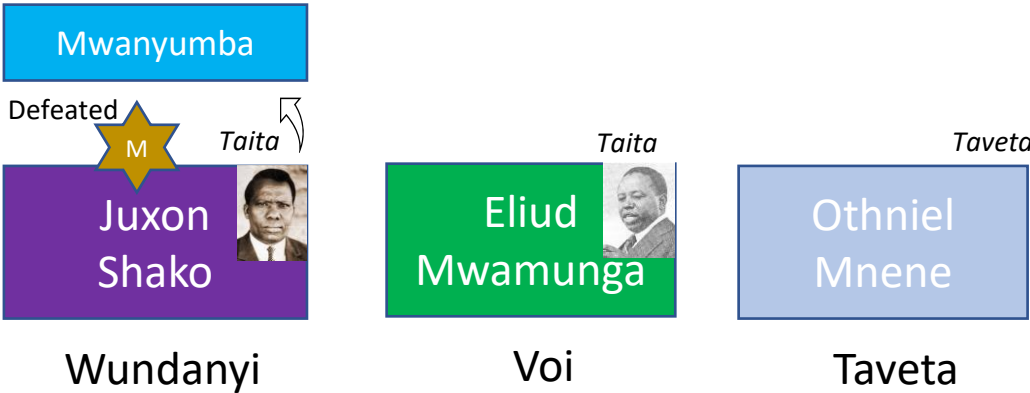 Mwanyumba
Defeated
M
Taita
Juxon
Shako
Wundanyi
Taita
Eliud
Mwamunga
Voi
Taveta
Othniel
Mnene
Taveta